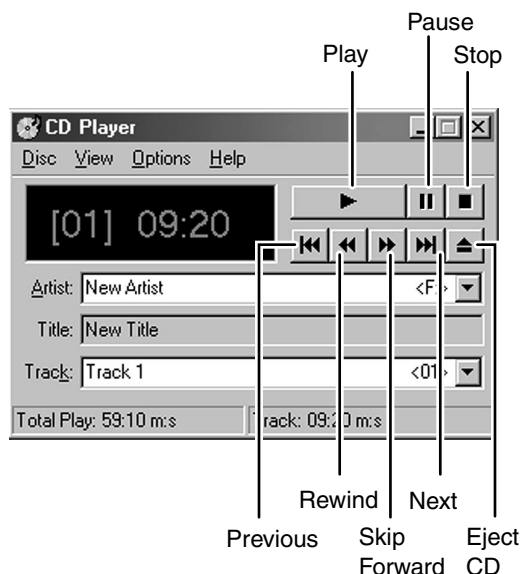 Pause
Play Stop
CD Player
Disc View Options Help
[01] 09:20
Artist: New Artist <F:>
Title: New Title
Track: Track 1 <01>
Total Play: 59:10 m:s Track: 09:20 m:s
Rewind Next
Previous Skip Forward Eject CD